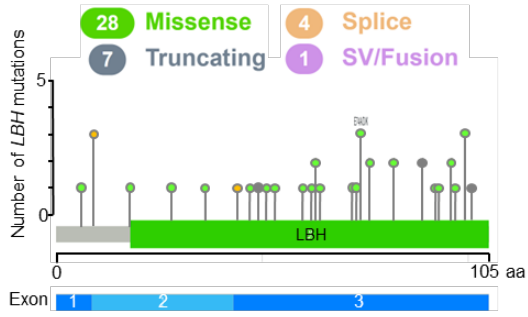 28 Missense 4 Splice
7 Truncating 1 SV/Fusion
Number of LBH mutations
5
0
LBH
0 105 aa
Exon 1 2 3